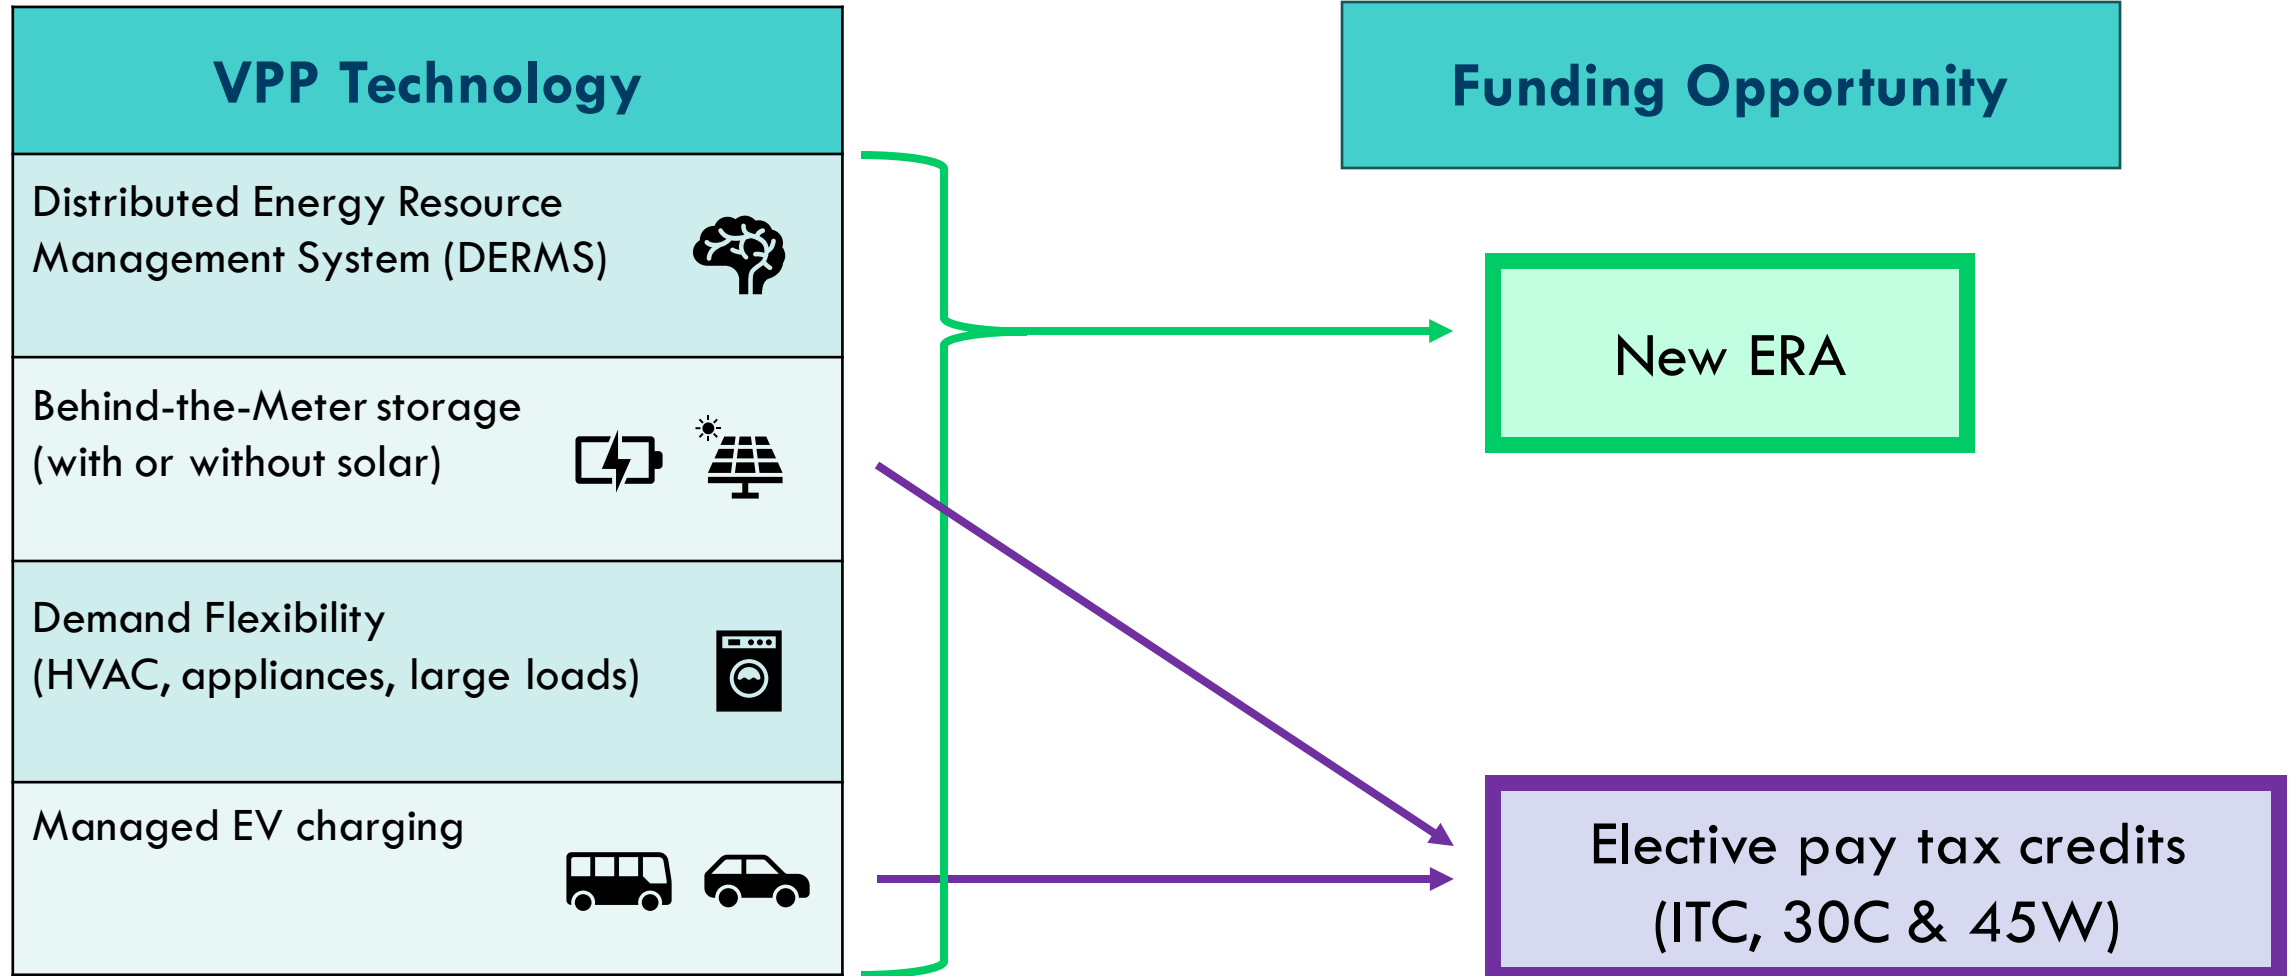 VPP Technology
Funding Opportunity
Distributed Energy Resource
Management System (DERMS)
Behind-the-Meter storage
(with or without solar)
Demand Flexibility
(HVAC, appliances, large loads)
Managed EV charging
New ERA
Elective pay tax credits
(ITC, 30C & 45W)